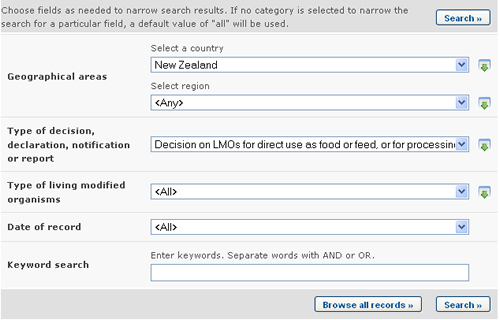 Choose fields as needed to narrow search results. If no category is selected to narrow the
search for a particular field, a default value of "all" will be used.
Search »
Select a country
Geographical areas
New Zealand
Select region
<Any>
Type of decision,
declaration, notification
or report
Decision on LMOs for direct use as food or feed, or for processin
Type of living modified
organisms
<All>
Date of record
<All>
Keyword search
Enter keywords. Separate words with AND or OR.
Browse all records »
Search »